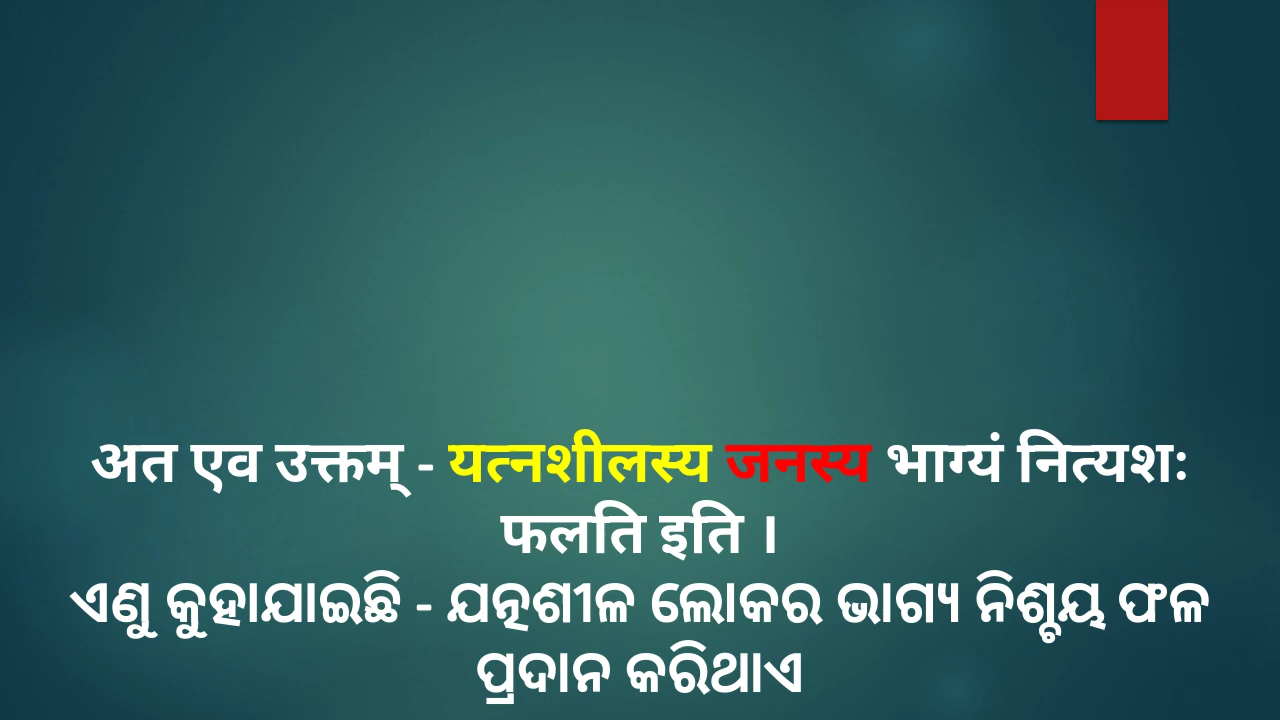 अत एव उक्तम् - यत्नशीलस्य जनस्य भाग्यं नित्यशः
फलति इति ।
ଏଣୁ କୁହାଯାଇଛି - ଯତ୍ନଶୀଳ ଲୋକର ଭାଗ୍ୟ ନିଶ୍ଚୟ ଫଳ
ପ୍ରଦାନ କରିଥାଏ